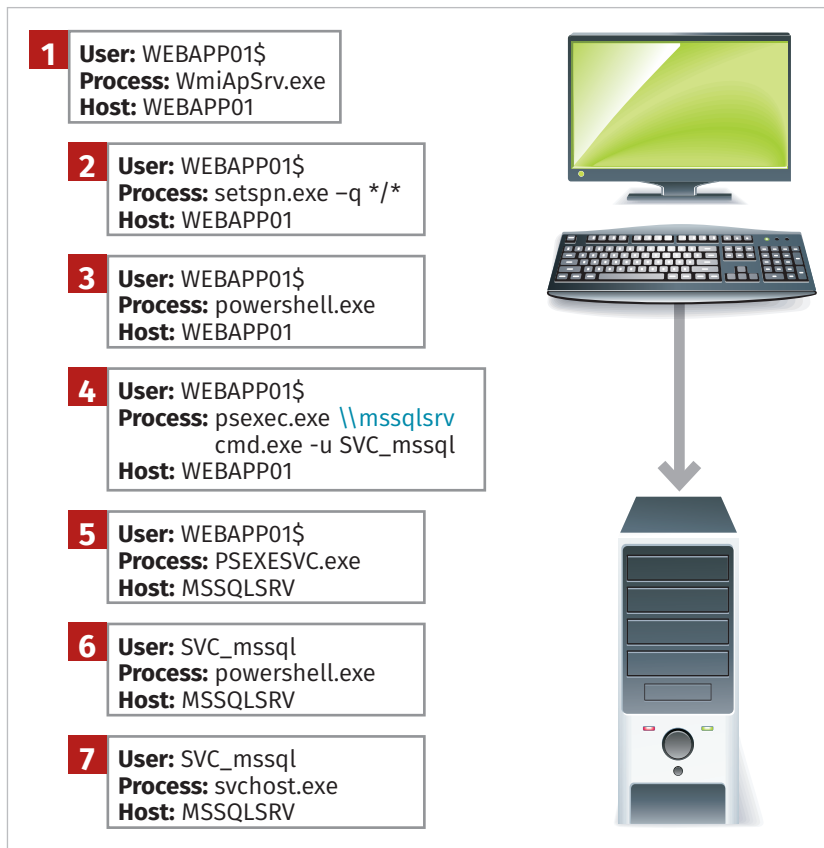 1
User: WEBAPP01$
Process: WmiApSrv.exe
Host: WEBAPP01
2
User: WEBAPP01$
Process: setspn.exe –q */*
Host: WEBAPP01
3
User: WEBAPP01$
Process: powershell.exe
Host: WEBAPP01
4
User: WEBAPP01$
Process: psexec.exe \\mssqlsrv
cmd.exe -u SVC_mssql
Host: WEBAPP01
5
User: WEBAPP01$
Process: PSEXESVC.exe
Host: MSSQLSRV
6
User: SVC_mssql
Process: powershell.exe
Host: MSSQLSRV
7
User: SVC_mssql
Process: svchost.exe
Host: MSSQLSRV